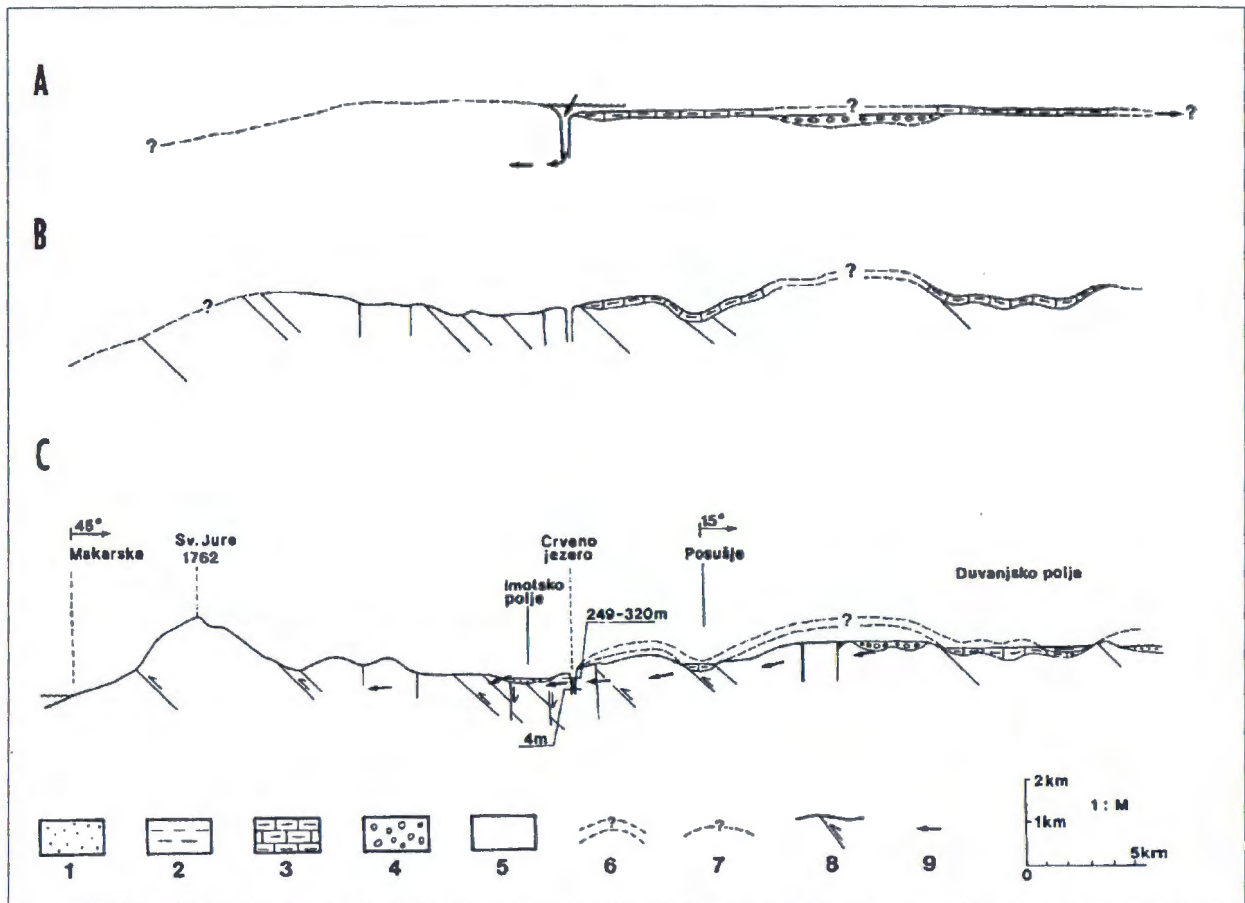 A
?
?
?
B
?
?
C
45°
Makarska
Sv. Jure
1762
Imotsko
polje
Crveno
jezero
249-320m
4m
15°
Posušje
?
Duvanjsko polje
2km
1km
1 : M
5km
0
?
?
1
2
3
4
5
6
7
8
9